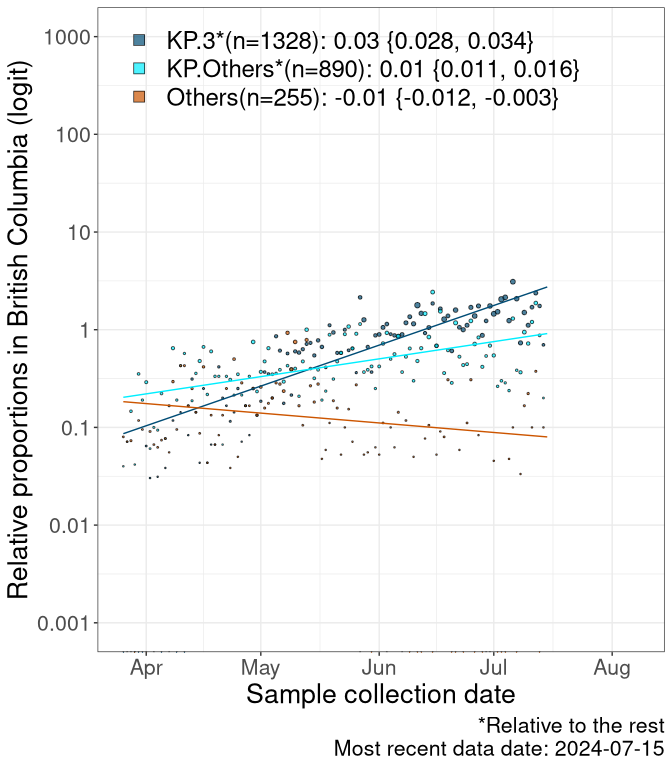 KP.3*(n=1328): 0.03 {0.028, 0.034}
KP.Others*(n=890): 0.01 {0.011, 0.016}
Others(n=255): -0.01 {-0.012, -0.003}
Relative proportions in British Columbia (logit)
1000
100
10
1
0.1
0.01
0.001
Apr May Jun Jul Aug
Sample collection date
*Relative to the rest
Most recent data date: 2024-07-15